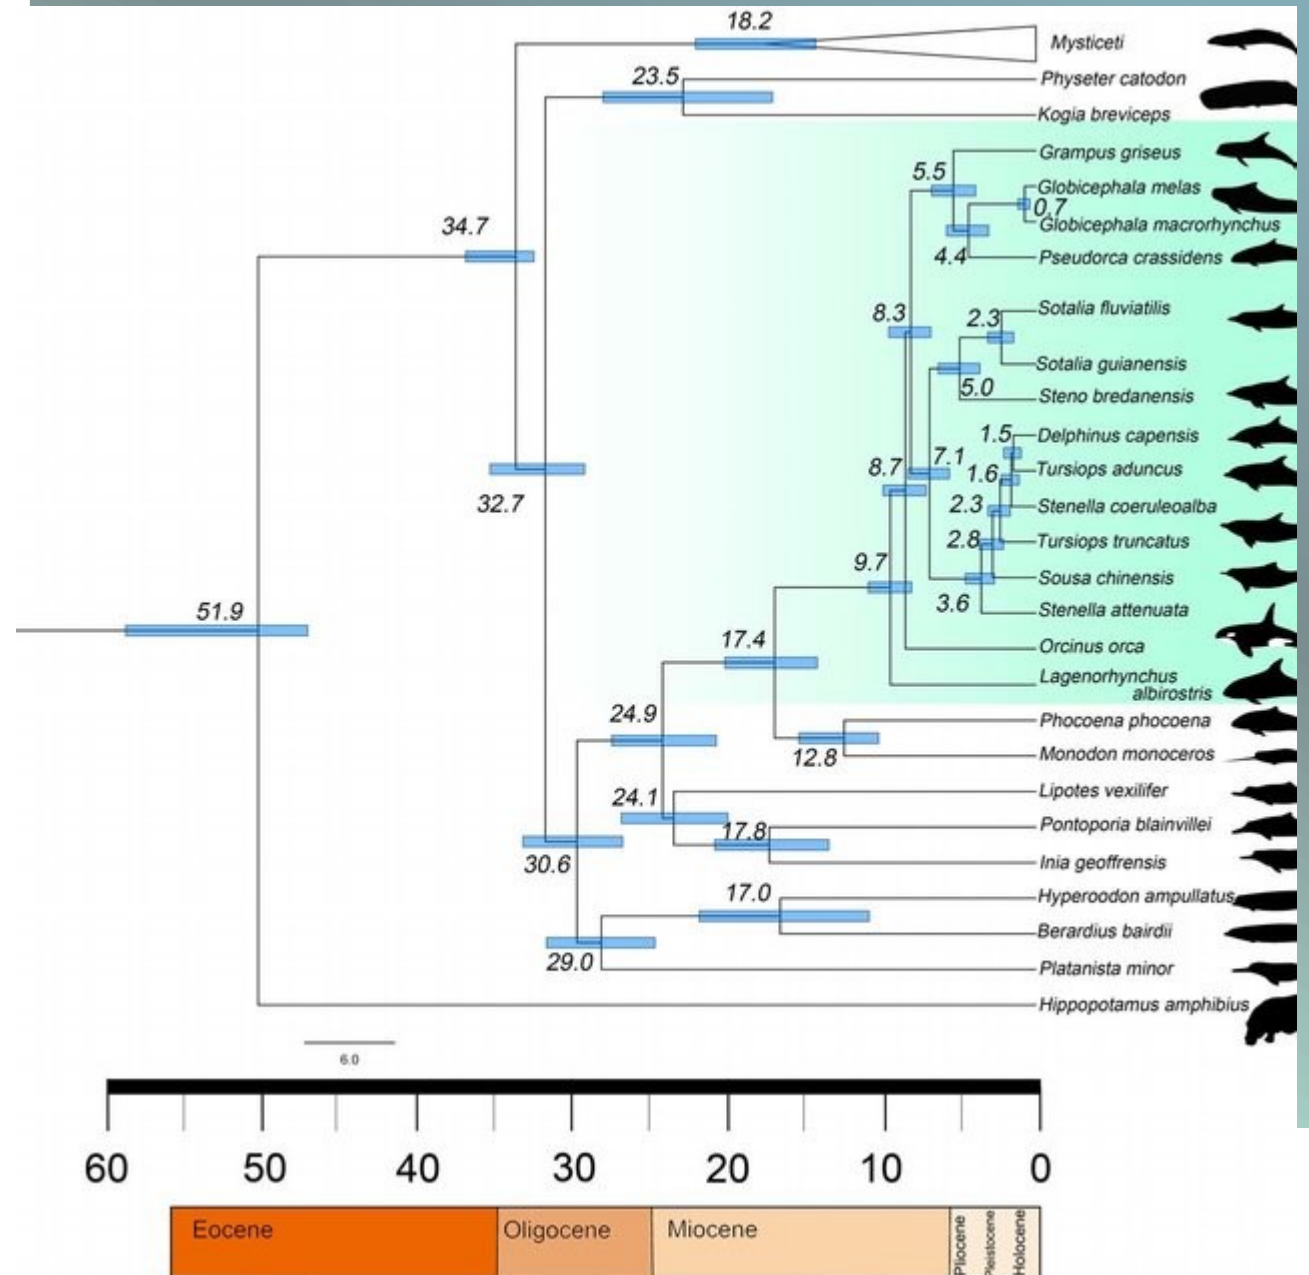 18.2
Mysticeti
23.5
Physeter catodon
Kogia breviceps
Grampus griseus
5.5
Globicephala melas
0.7
Globicephala macrorhynchus
34.7
4.4
Pseudorca crassidens
8.3
2.3
Sotalia fluviatilis
Sotalia guianensis
5.0
Steno bredanensis
1.5
Delphinus capensis
8.7
7.1
1.6
Tursiops aduncus
32.7
2.3
Stenella coeruleoalba
2.8
Tursiops truncatus
9.7
Sousa chinensis
51.9
3.6
Stenella attenuata
17.4
Orcinus orca
Lagenorhynchus
albirostris
24.9
Phocoena phocoena
12.8
Monodon monoceros
24.1
Lipotes vexilifer
17.8
Pontoporia blainvillei
30.6
Inia geoffrensis
17.0
Hyperoodon ampullatus
Berardius bairdii
29.0
Platanista minor
Hippopotamus amphibius
6.0
60 50 40 30 20 10 0
Eocene Oligocene Miocene Pliocene Pleistocene Holocene